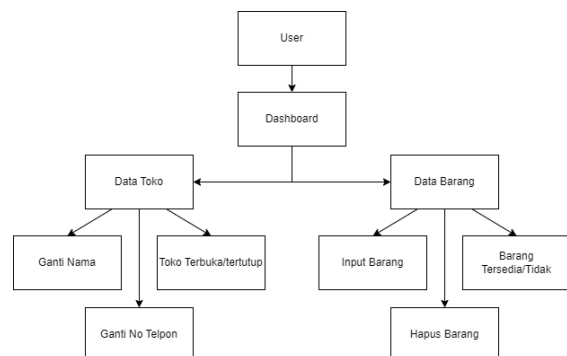 User
Dashboard
Data Toko
Data Barang
Ganti Nama
Toko Terbuka/tertutup
Input Barang
Barang
Tersedia/Tidak
Ganti No Telpon
Hapus Barang